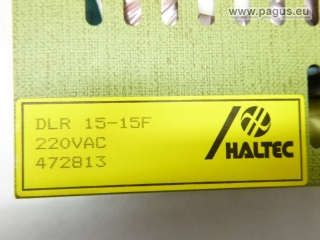 www.pagus.eu
DLR 15-15F
220VAC
472813
HALTEC